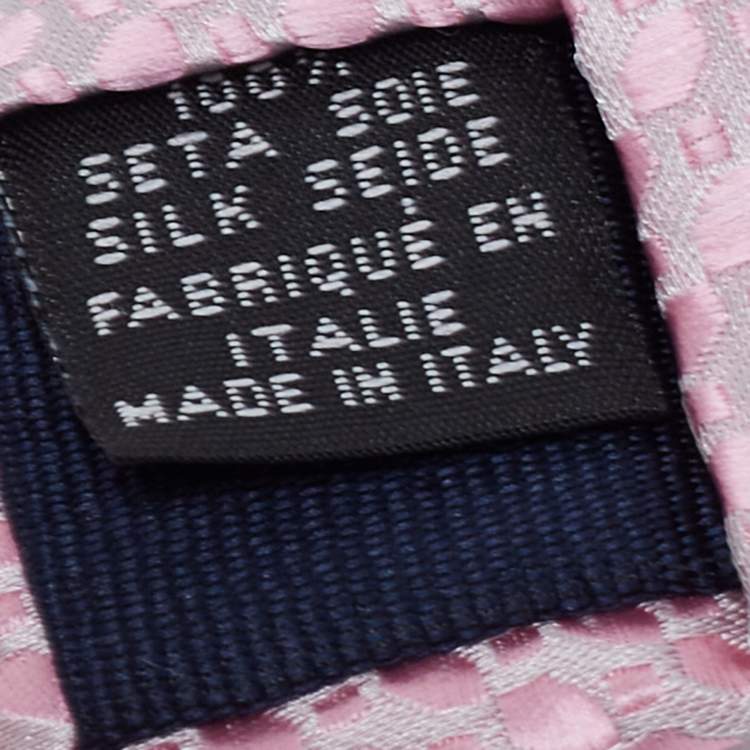 100%
SETA SOIE
SILK SEIDE
FABRIQUÉ EN
ITALIE
MADE IN ITALY